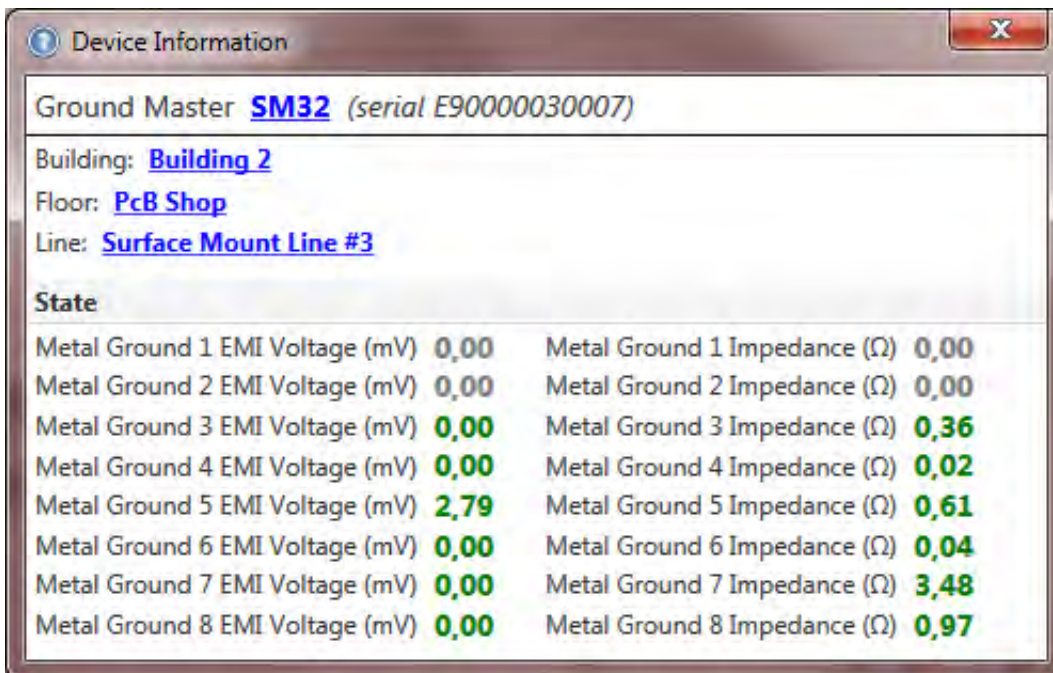 Device Information
Ground Master SM32 (serial E90000030007)
Building: Building 2
Floor: PcB Shop
Line: Surface Mount Line #3
State
Metal Ground 1 EMI Voltage (mV) 0,00 Metal Ground 1 Impedance (Ω) 0,00
Metal Ground 2 EMI Voltage (mV) 0,00 Metal Ground 2 Impedance (Ω) 0,00
Metal Ground 3 EMI Voltage (mV) 0,00 Metal Ground 3 Impedance (Ω) 0,36
Metal Ground 4 EMI Voltage (mV) 0,00 Metal Ground 4 Impedance (Ω) 0,02
Metal Ground 5 EMI Voltage (mV) 2,79 Metal Ground 5 Impedance (Ω) 0,61
Metal Ground 6 EMI Voltage (mV) 0,00 Metal Ground 6 Impedance (Ω) 0,04
Metal Ground 7 EMI Voltage (mV) 0,00 Metal Ground 7 Impedance (Ω) 3,48
Metal Ground 8 EMI Voltage (mV) 0,00 Metal Ground 8 Impedance (Ω) 0,97